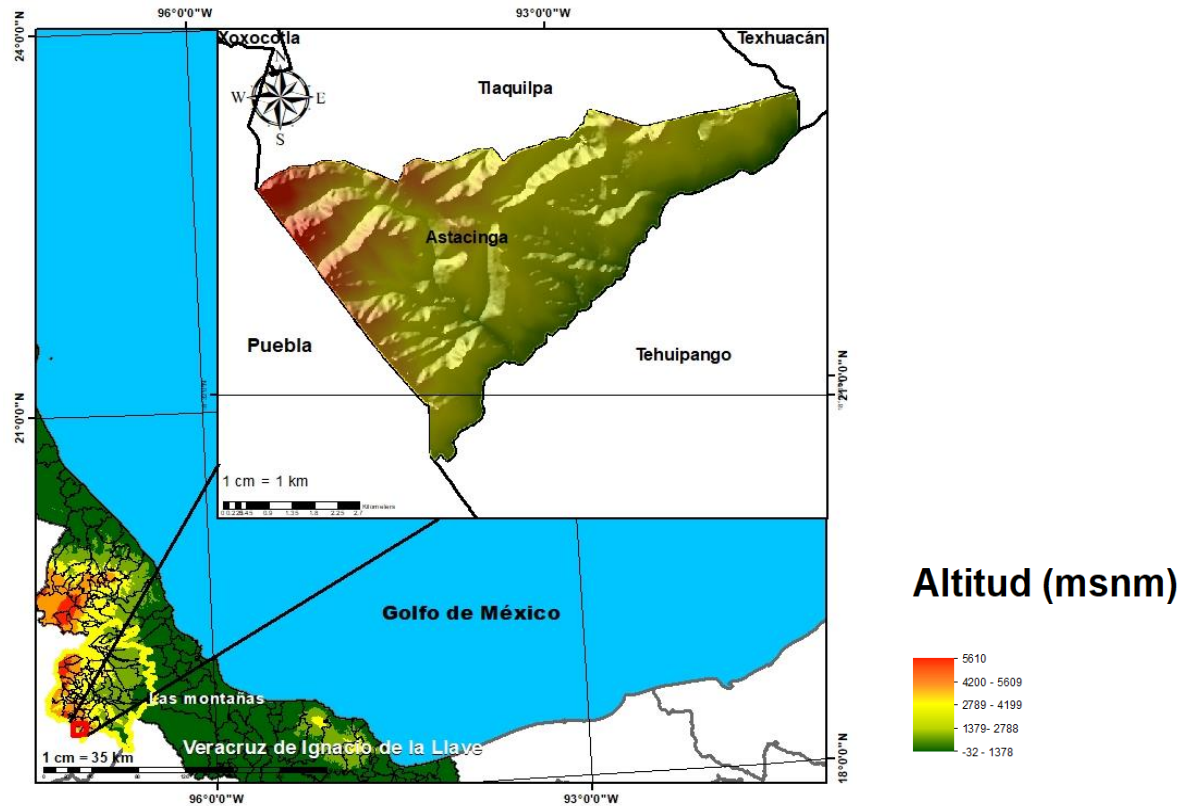 96°0'0"W
93°0'0"W
24°0'0"N
Xoxocotla
Texhuacán
N
W
E
S
Tlaquilpa
Astacinga
Puebla
Tehuipango
21°0'0"N
21°0'0"N
1 cm = 1 km
Kilometers
Golfo de México
Las montañas
Veracruz de Ignacio de la Llave
1 cm = 35 km
18°0'0"N
96°0'0"W
93°0'0"W
Altitud (msnm)
5610
4200 - 5609
2789 - 4199
1379- 2788
-32 - 1378